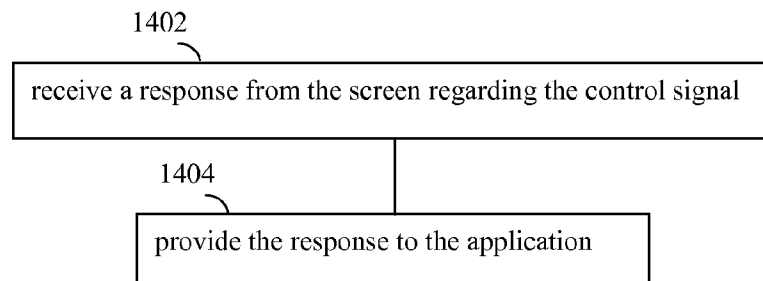 1402
receive a response from the screen regarding the control signal
1404
provide the response to the application